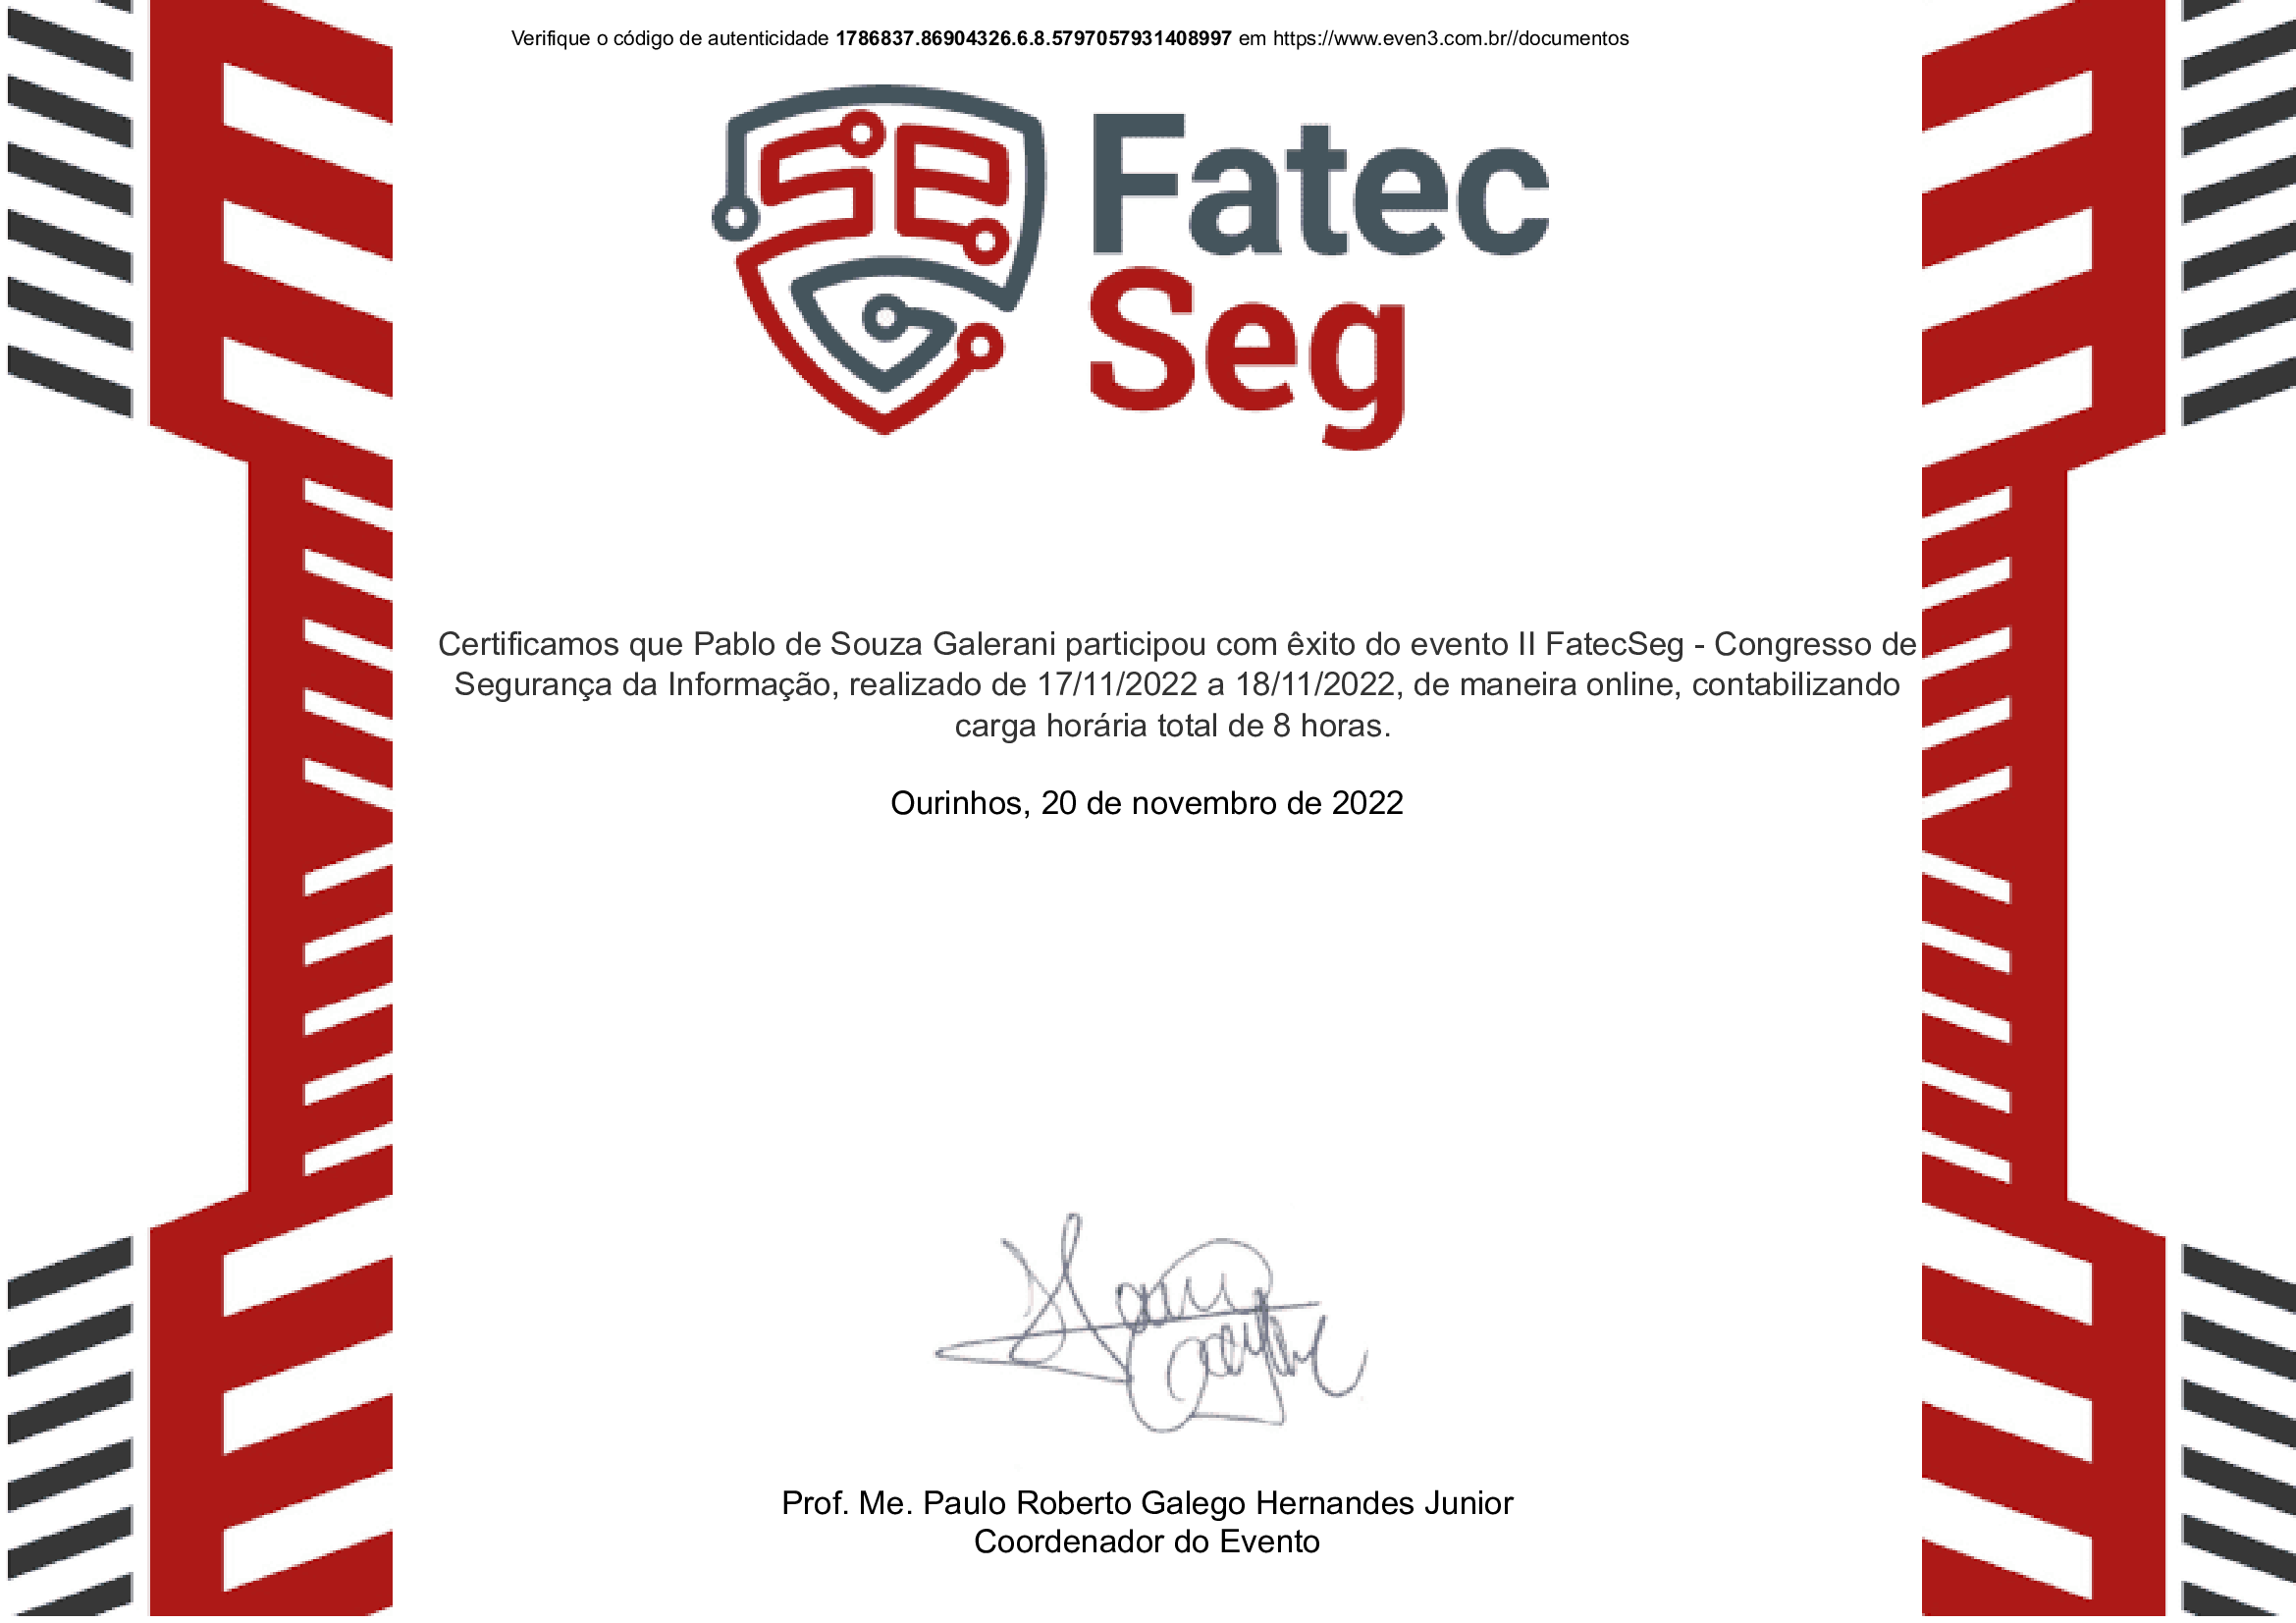 Verifique o código de autenticidade 1786837.86904326.6.8.5797057931408997 em https://www.even3.com.br//documentos
Fatec
Seg
Certificamos que Pablo de Souza Galerani participou com êxito do evento II FatecSeg - Congresso de
Segurança da Informação, realizado de 17/11/2022 a 18/11/2022, de maneira online, contabilizando
carga horária total de 8 horas.
Ourinhos, 20 de novembro de 2022
Prof. Me. Paulo Roberto Galego Hernandes Junior
Coordenador do Evento